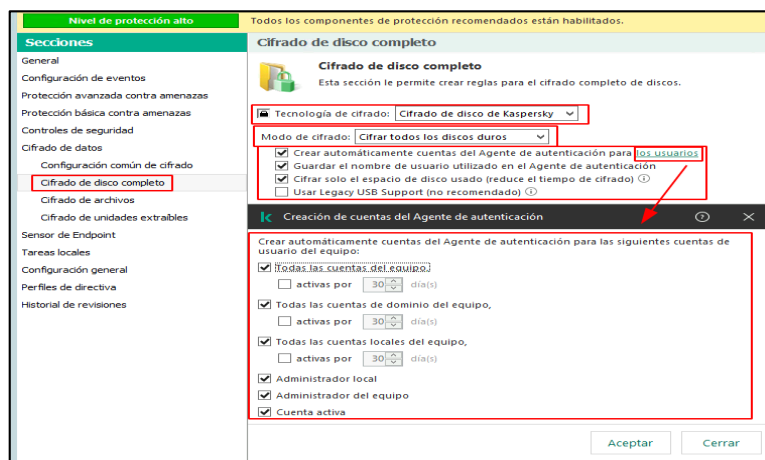 Nivel de protección alto
Todos los componentes de protección recomendados están habilitados.
Secciones
General
Configuración de eventos
Protección avanzada contra amenazas
Protección básica contra amenazas
Controles de seguridad
Cifrado de datos
Configuración común de cifrado
Cifrado de disco completo
Cifrado de archivos
Cifrado de unidades extraíbles
Sensor de Endpoint
Tareas locales
Configuración general
Perfiles de directiva
Historial de revisiones
Cifrado de disco completo
Cifrado de disco completo
Esta sección le permite crear reglas para el cifrado completo de discos.
Tecnología de cifrado: Cifrado de disco de Kaspersky
Modo de cifrado: Cifrar todos los discos duros
Crear automáticamente cuentas del Agente de autenticación para los usuarios
Guardar el nombre de usuario utilizado en el Agente de autenticación
Cifrar solo el espacio de disco usado (reduce el tiempo de cifrado)
Usar Legacy USB Support (no recomendado)
Creación de cuentas del Agente de autenticación
Crear automáticamente cuentas del Agente de autenticación para las siguientes cuentas de
usuario del equipo:
Todas las cuentas del equipo,
activas por 30 día(s)
Todas las cuentas de dominio del equipo,
activas por 30 día(s)
Todas las cuentas locales del equipo,
activas por 30 día(s)
Administrador local
Administrador del equipo
Cuenta activa
Aceptar Cerrar